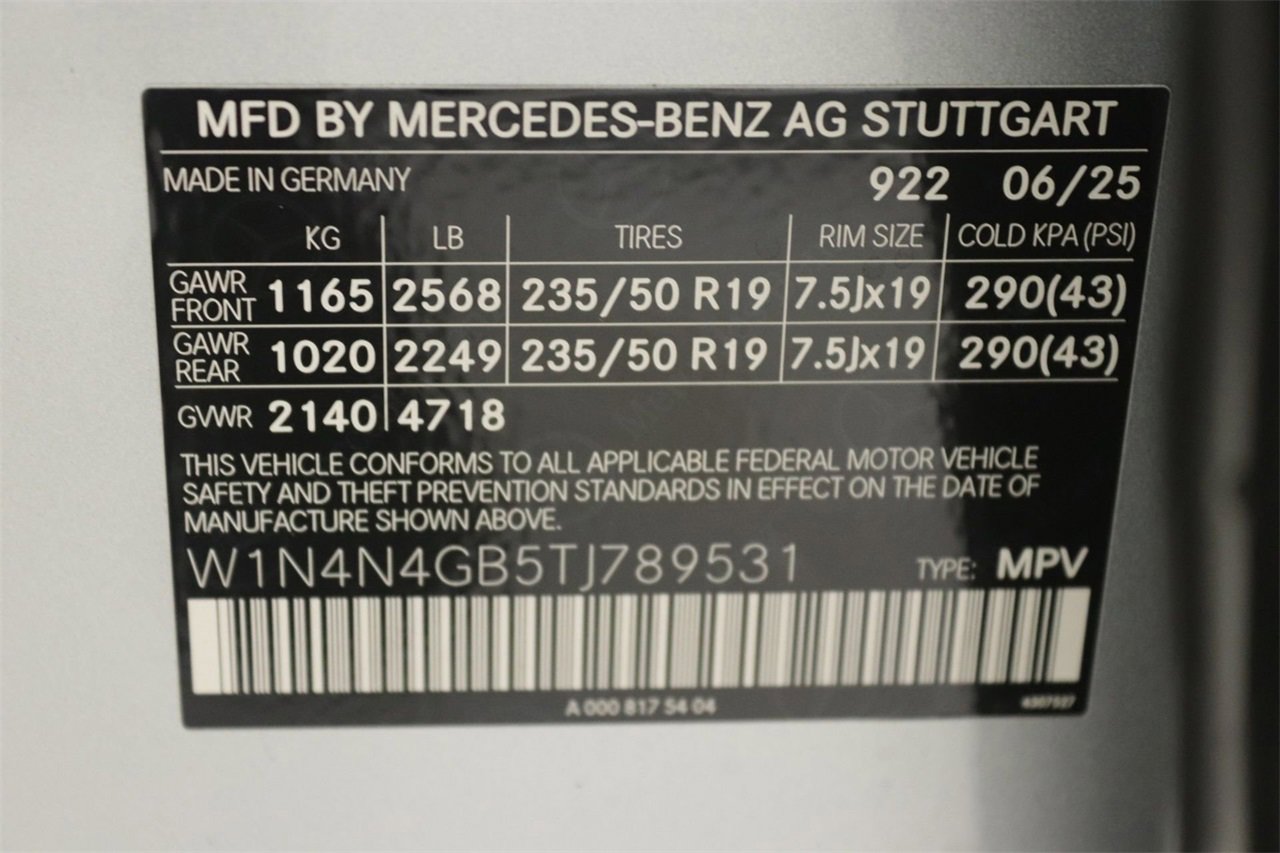 MFD BY MERCEDES-BENZ AG STUTTGART
MADE IN GERMANY 922 06/25
KG LB TIRES RIM SIZE COLD KPA (PSI)
GAWR FRONT 1165 2568 235/50 R19 7.5Jx19 290(43)
GAWR REAR 1020 2249 235/50 R19 7.5Jx19 290(43)
GVWR 2140 4718
THIS VEHICLE CONFORMS TO ALL APPLICABLE FEDERAL MOTOR VEHICLE
SAFETY AND THEFT PREVENTION STANDARDS IN EFFECT ON THE DATE OF
MANUFACTURE SHOWN ABOVE.
W1N4N4GB5TJ789531 TYPE: MPV
A 000 817 54 04